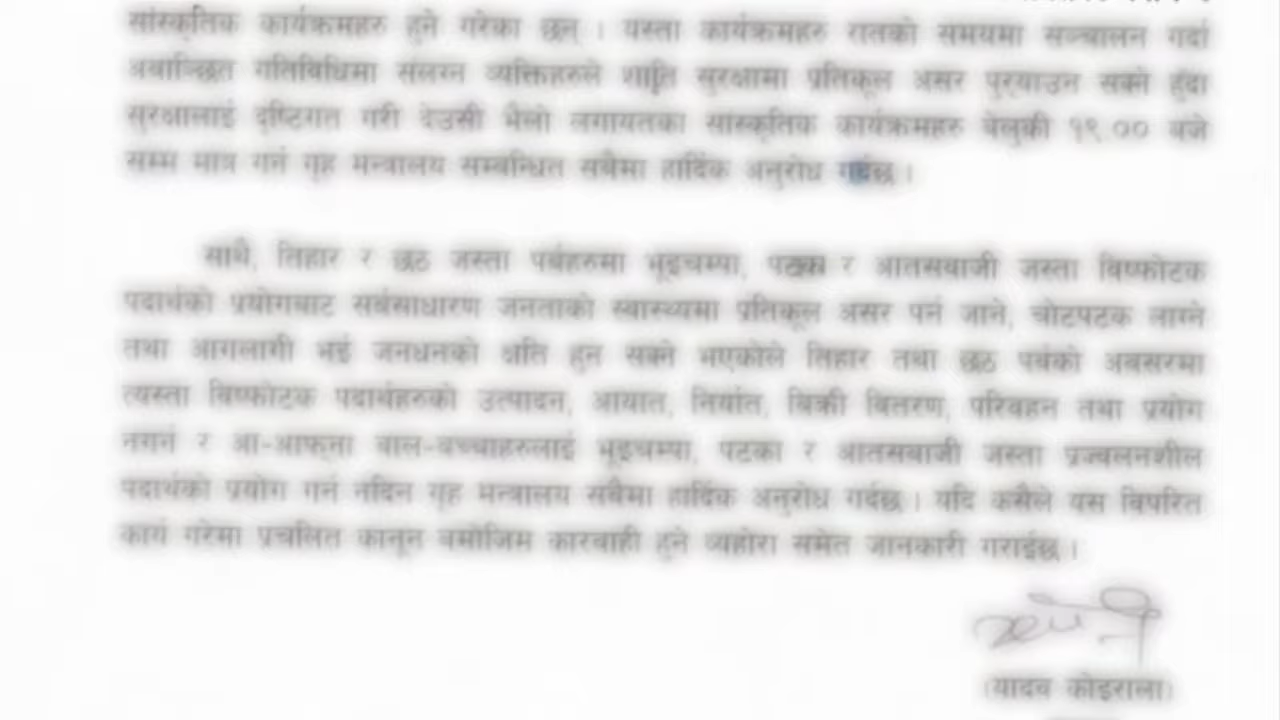 सांस्कृतिक कार्यक्रमहरु हुने गरेका छन् । यस्ता कार्यक्रमहरु रातको समयमा सञ्चालन गर्दा
अवाञ्छित गतिविधिमा संलग्न व्यक्तिहरुले शान्ति सुरक्षामा प्रतिकूल असर पुर्‍याउन सक्ने हुँदा
सुरक्षालाई दृष्टिगत गरी देउसी भैलो लगायतका सांस्कृतिक कार्यक्रमहरु बेलुकी १९.०० बजे
सम्म मात्र गर्न गृह मन्त्रालय सम्बन्धित सबैमा हार्दिक अनुरोध गर्दछ ।
साथै, तिहार र छठ जस्ता पर्वहरुमा भूइचम्पा, पटका र आतसबाजी जस्ता विष्फोटक
पदार्थको प्रयोगबाट सर्वसाधारण जनताको स्वास्थ्यमा प्रतिकूल असर पर्न जाने, चोटपटक लाग्ने
तथा आगलागी भई जनधनको क्षति हुन सक्ने भएकोले तिहार तथा छठ पर्वको अवसरमा
त्यस्ता विष्फोटक पदार्थहरुको उत्पादन, आयात, निर्यात, बिक्री वितरण, परिवहन तथा प्रयोग
नगर्न र आ-आफ्‌ना बाल-बच्चाहरुलाई भूइचम्पा, पटका र आतसबाजी जस्ता प्रज्वलनशील
पदार्थको प्रयोग गर्न नदिन गृह मन्त्रालय सबैमा हार्दिक अनुरोध गर्दछ । यदि कसैले यस विपरित
कार्य गरेमा प्रचलित कानून बमोजिम कारवाही हुने व्यहोरा समेत जानकारी गराईन्छ ।
(यादव कोइराला)